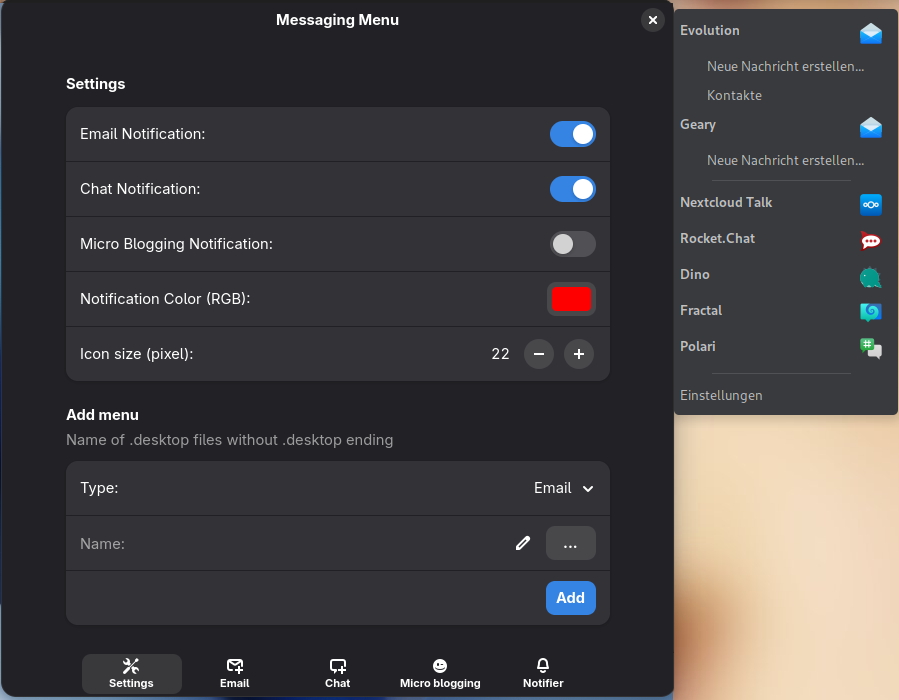 Messaging Menu
Settings
Email Notification:
Chat Notification:
Micro Blogging Notification:
Notification Color (RGB):
Icon size (pixel): 22
Add menu
Name of .desktop files without .desktop ending
Type: Email
Name: ...
Add
Settings
Email
Chat
Micro blogging
Notifier
Evolution
Neue Nachricht erstellen...
Kontakte
Geary
Neue Nachricht erstellen...
Nextcloud Talk
Rocket.Chat
Dino
Fractal
Polari
Einstellungen